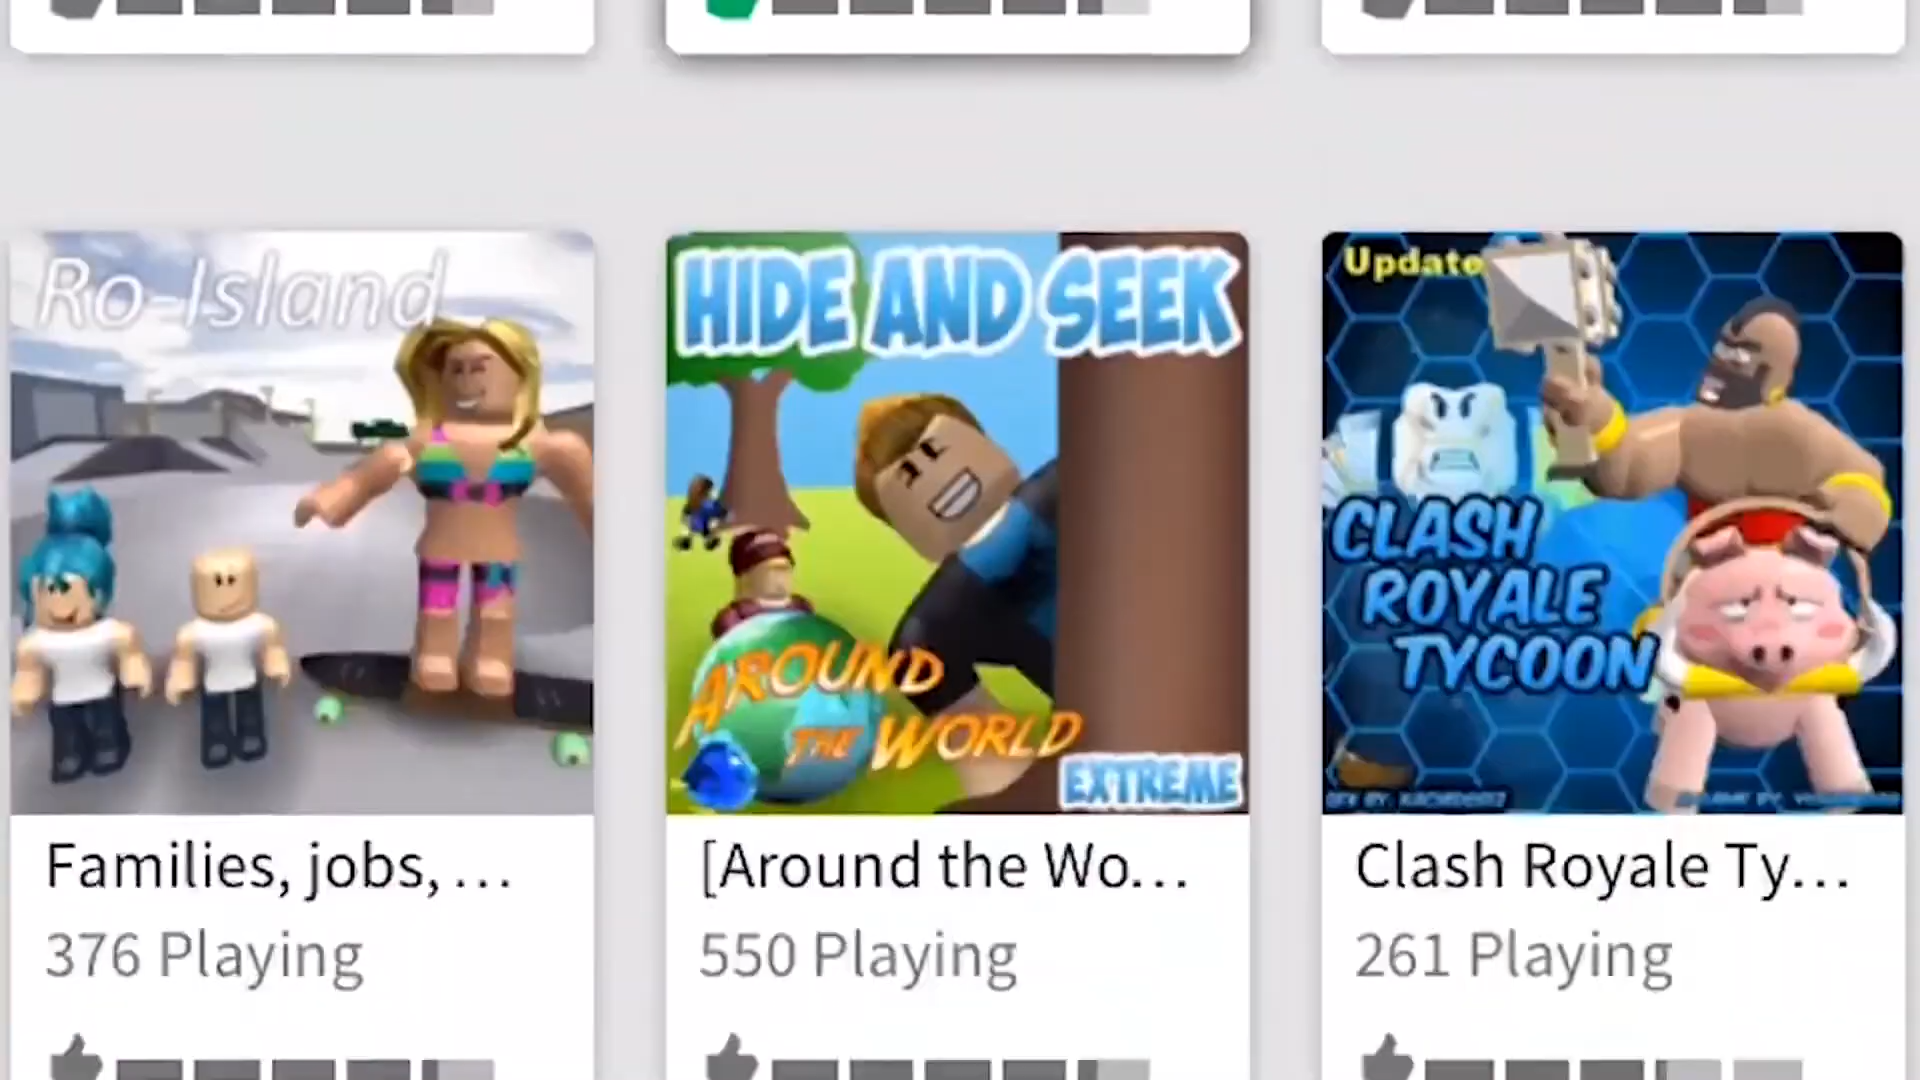 Ro-Island
HIDE AND SEEK
AROUND
THE WORLD
EXTREME
Update
CLASH
ROYALE
TYCOON
Families, jobs, ...
376 Playing
[Around the Wo...
550 Playing
Clash Royale Ty...
261 Playing